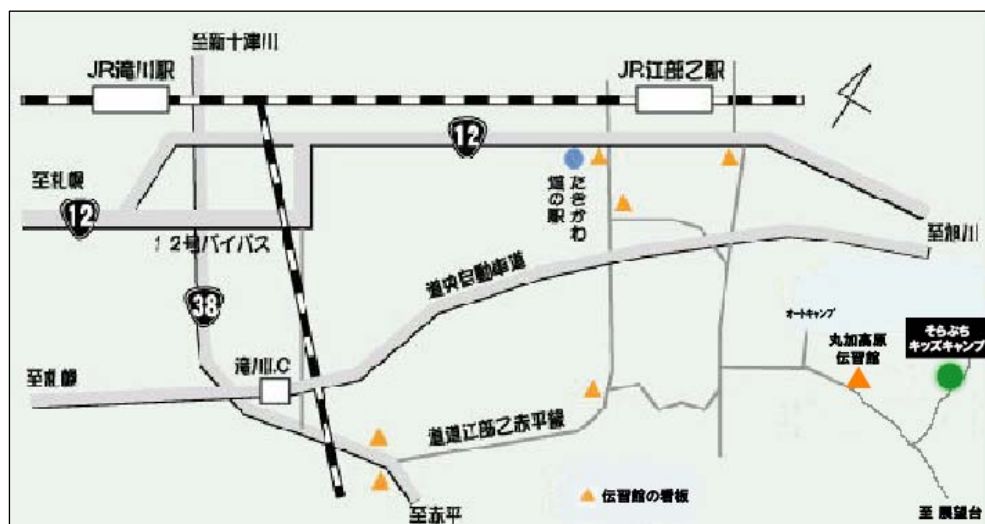 至新十津川
JR滝川駅
JR江部乙駅
12
至札幌
12
12号バイパス
たきかわ
道の駅
至旭川
道央自動車道
38
オートキャンプ
丸加高原
伝習館
そらぷち
キッズキャンプ
滝川I.C
至札幌
道道江部乙赤平線
伝習館の看板
至赤平
至 展望台